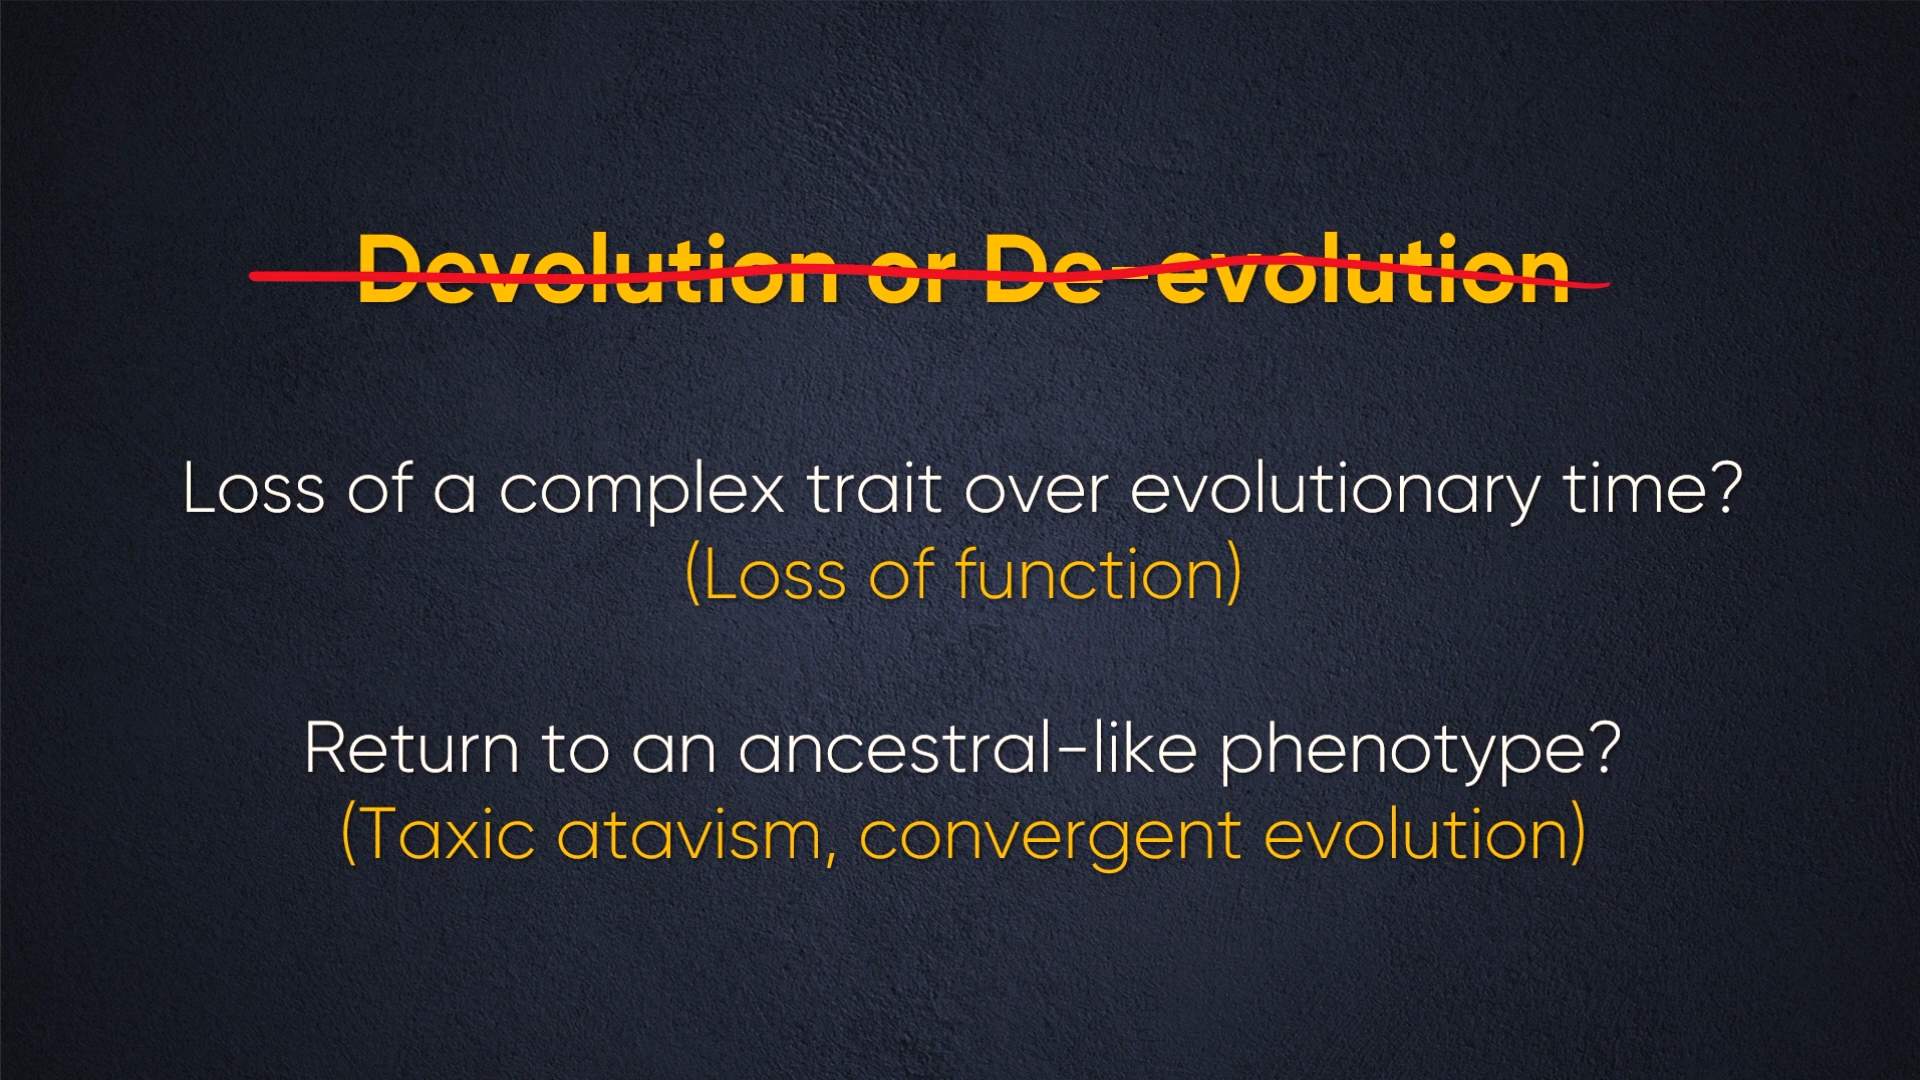 Devolution or De-evolution
Loss of a complex trait over evolutionary time?
(Loss of function)
Return to an ancestral-like phenotype?
(Taxic atavism, convergent evolution)